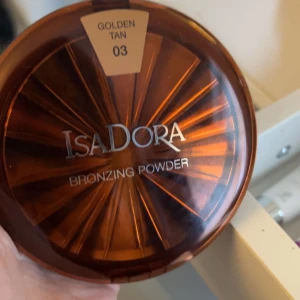 GOLDEN
TAN
03
ISADORA
BRONZING POWDER